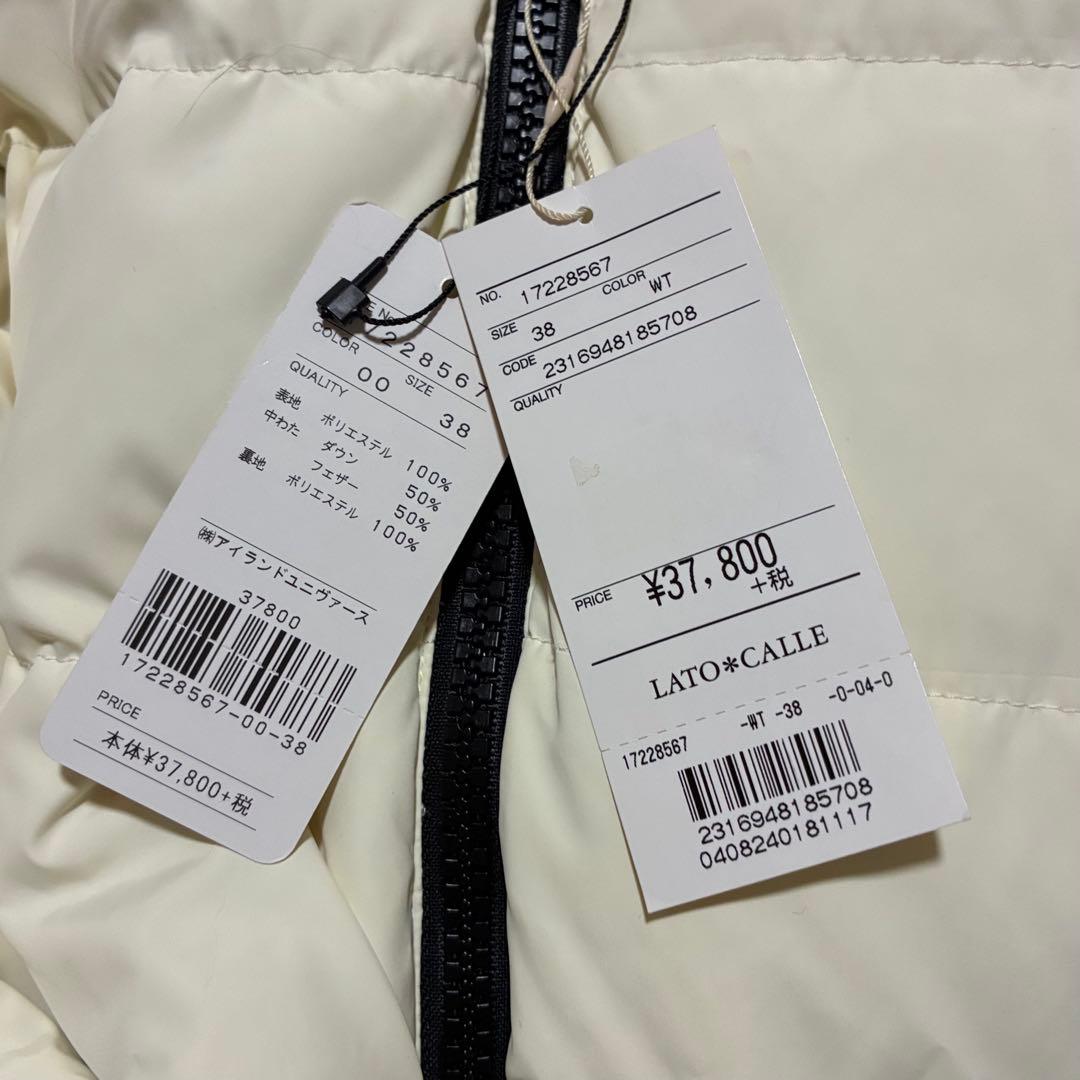 COLOR
228567
00
SIZE
38
QUALITY
表地 ポリエステル 100%
中わた ダウン 50%
フェザー 50%
裏地 ポリエステル 100%
㈱アイランドユニヴァース
37800
17228567-00-38
PRICE
本体¥37,800+税
NO. 17228567
COLOR WT
SIZE 38
CODE 2316948185708
QUALITY
PRICE ¥37,800
+税
LATO*CALLE
17228567 -WT -38 -0-04-0
2316948185708
0408240181117